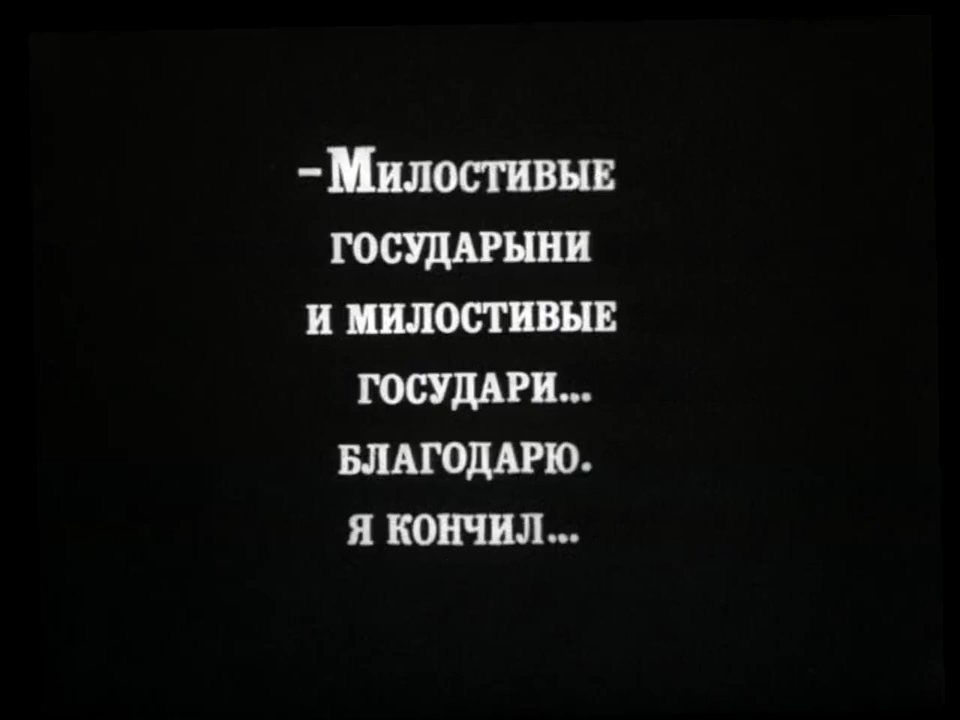 –Милостивые
государыни
и милостивые
государи...
благодарю.
Я кончил...